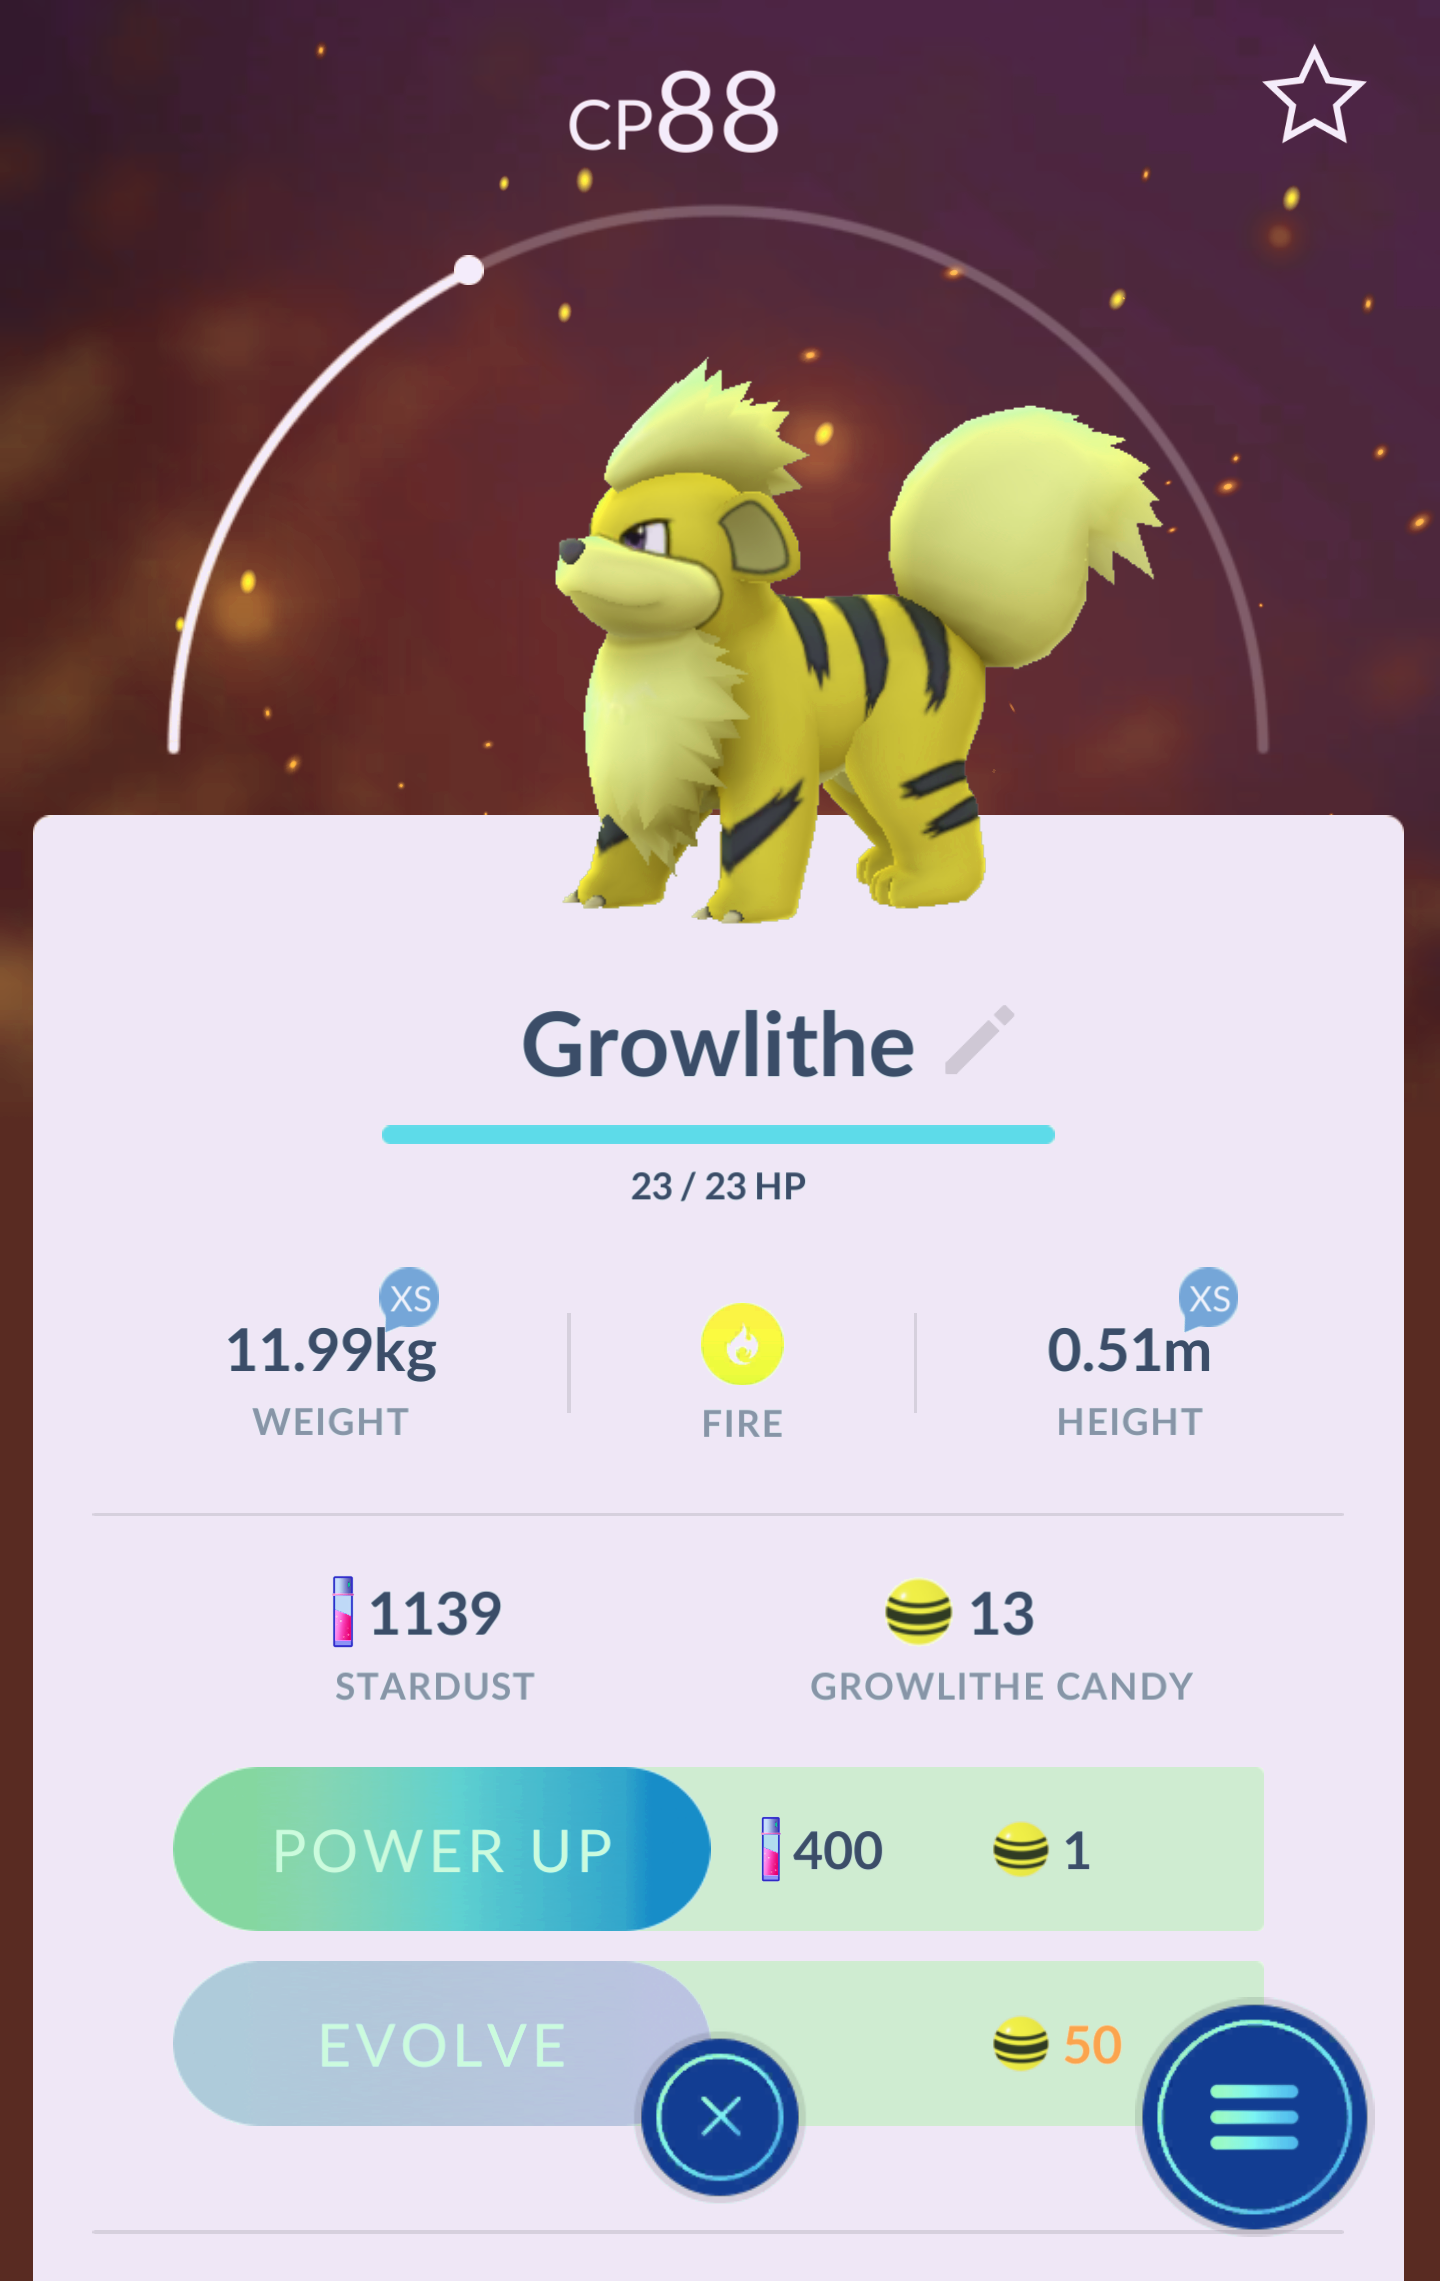 CP88
Growlithe
23 / 23 HP
XS
XS
11.99kg
0.51m
WEIGHT
FIRE
HEIGHT
1139
13
STARDUST
GROWLITHE CANDY
POWER UP
400
1
EVOLVE
50